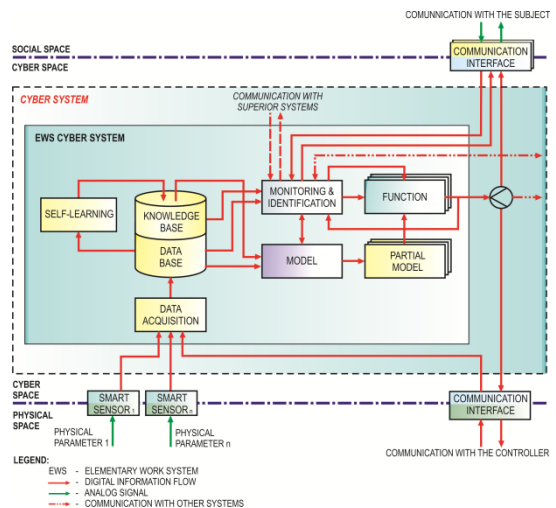 COMUNNICATION WITH THE SUBJECT
SOCIAL SPACE
CYBER SPACE
COMMUNICATION
INTERFACE
CYBER SYSTEM
COMMUNICATION WITH
SUPERIOR SYSTEMS
EWS CYBER SYSTEM
SELF-LEARNING
KNOWLEDGE
BASE
DATA
BASE
MONITORING &
IDENTIFICATION
FUNCTION
MODEL
PARTIAL
MODEL
DATA
ACQUISITION
CYBER
SPACE
PHYSICAL
SPACE
SMART
SENSOR 1
SMART
SENSOR n
COMMUNICATION
INTERFACE
PHYSICAL
PARAMETER 1
PHYSICAL
PARAMETER n
COMMUNICATION WITH THE CONTROLLER
LEGEND:
EWS - ELEMENTARY WORK SYSTEM
- DIGITAL INFORMATION FLOW
- ANALOG SIGNAL
- COMMUNICATION WITH OTHER SYSTEMS